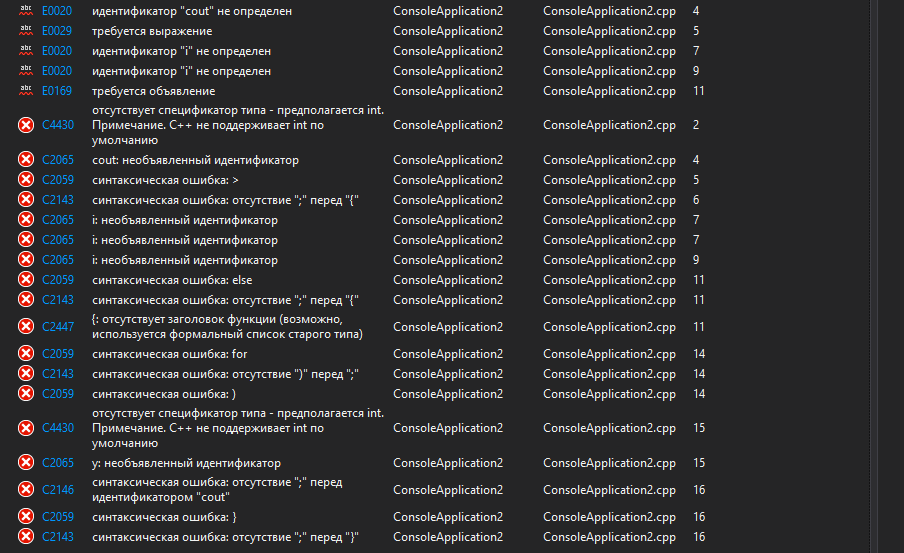 abc E0020 идентификатор "cout" не определен ConsoleApplication2 ConsoleApplication2.cpp 4
abc E0029 требуется выражение ConsoleApplication2 ConsoleApplication2.cpp 5
abc E0020 идентификатор "i" не определен ConsoleApplication2 ConsoleApplication2.cpp 7
abc E0020 идентификатор "i" не определен ConsoleApplication2 ConsoleApplication2.cpp 9
abc E0169 требуется объявление ConsoleApplication2 ConsoleApplication2.cpp 11
отсутствует спецификатор типа - предполагается int.
C4430 Примечание. C++ не поддерживает int по ConsoleApplication2 ConsoleApplication2.cpp 2
умолчанию
C2065 cout: необъявленный идентификатор ConsoleApplication2 ConsoleApplication2.cpp 4
C2059 синтаксическая ошибка: > ConsoleApplication2 ConsoleApplication2.cpp 5
C2143 синтаксическая ошибка: отсутствие ";" перед "{" ConsoleApplication2 ConsoleApplication2.cpp 6
C2065 i: необъявленный идентификатор ConsoleApplication2 ConsoleApplication2.cpp 7
C2065 i: необъявленный идентификатор ConsoleApplication2 ConsoleApplication2.cpp 7
C2065 i: необъявленный идентификатор ConsoleApplication2 ConsoleApplication2.cpp 9
C2059 синтаксическая ошибка: else ConsoleApplication2 ConsoleApplication2.cpp 11
C2143 синтаксическая ошибка: отсутствие ";" перед "{" ConsoleApplication2 ConsoleApplication2.cpp 11
{: отсутствует заголовок функции (возможно,
C2447 используется формальный список старого типа) ConsoleApplication2 ConsoleApplication2.cpp 11
C2059 синтаксическая ошибка: for ConsoleApplication2 ConsoleApplication2.cpp 14
C2143 синтаксическая ошибка: отсутствие ")" перед ";" ConsoleApplication2 ConsoleApplication2.cpp 14
C2059 синтаксическая ошибка: ) ConsoleApplication2 ConsoleApplication2.cpp 14
отсутствует спецификатор типа - предполагается int.
C4430 Примечание. C++ не поддерживает int по ConsoleApplication2 ConsoleApplication2.cpp 15
умолчанию
C2065 y: необъявленный идентификатор ConsoleApplication2 ConsoleApplication2.cpp 15
синтаксическая ошибка: отсутствие ";" перед
C2146 идентификатором "cout" ConsoleApplication2 ConsoleApplication2.cpp 16
C2059 синтаксическая ошибка: } ConsoleApplication2 ConsoleApplication2.cpp 16
C2143 синтаксическая ошибка: отсутствие ";" перед "}" ConsoleApplication2 ConsoleApplication2.cpp 16